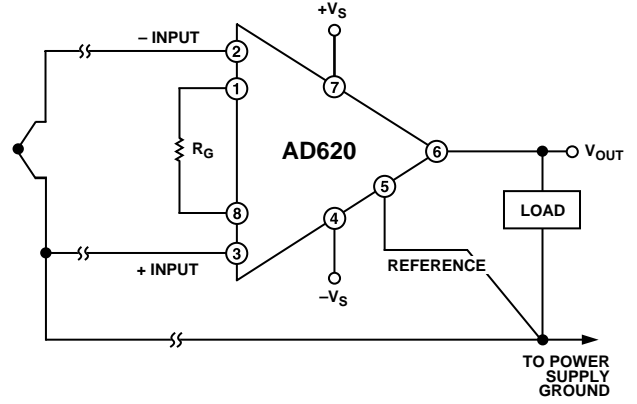 +VS
– INPUT
2
1
7
RG
AD620
6
VOUT
5
8
4
LOAD
3
REFERENCE
+ INPUT
–VS
TO POWER
SUPPLY
GROUND